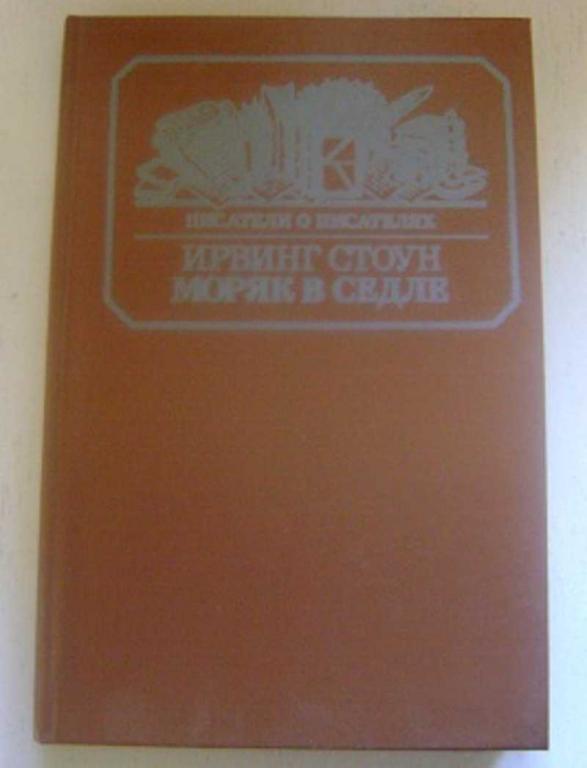 ПИСАТЕЛИ О ПИСАТЕЛЯХ
ИРВИНГ СТОУН
МОРЯК В СЕДЛЕ